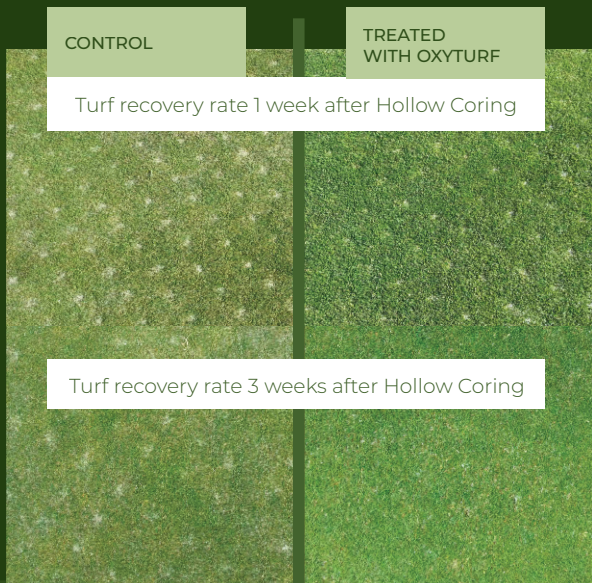 CONTROL
TREATED
WITH OXYTURF
Turf recovery rate 1 week after Hollow Coring
Turf recovery rate 3 weeks after Hollow Coring